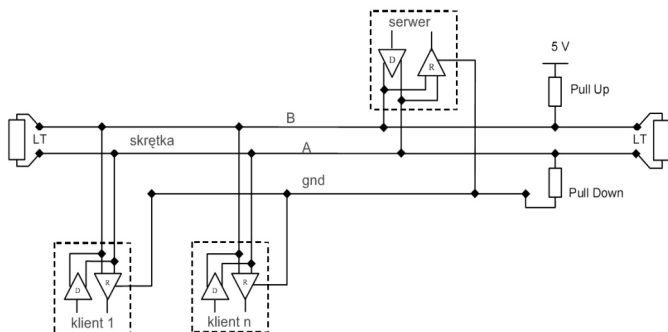 serwer
D
R
5 V
Pull Up
B
LT
skrętka
A
LT
gnd
Pull Down
D
R
klient 1
D
R
klient n